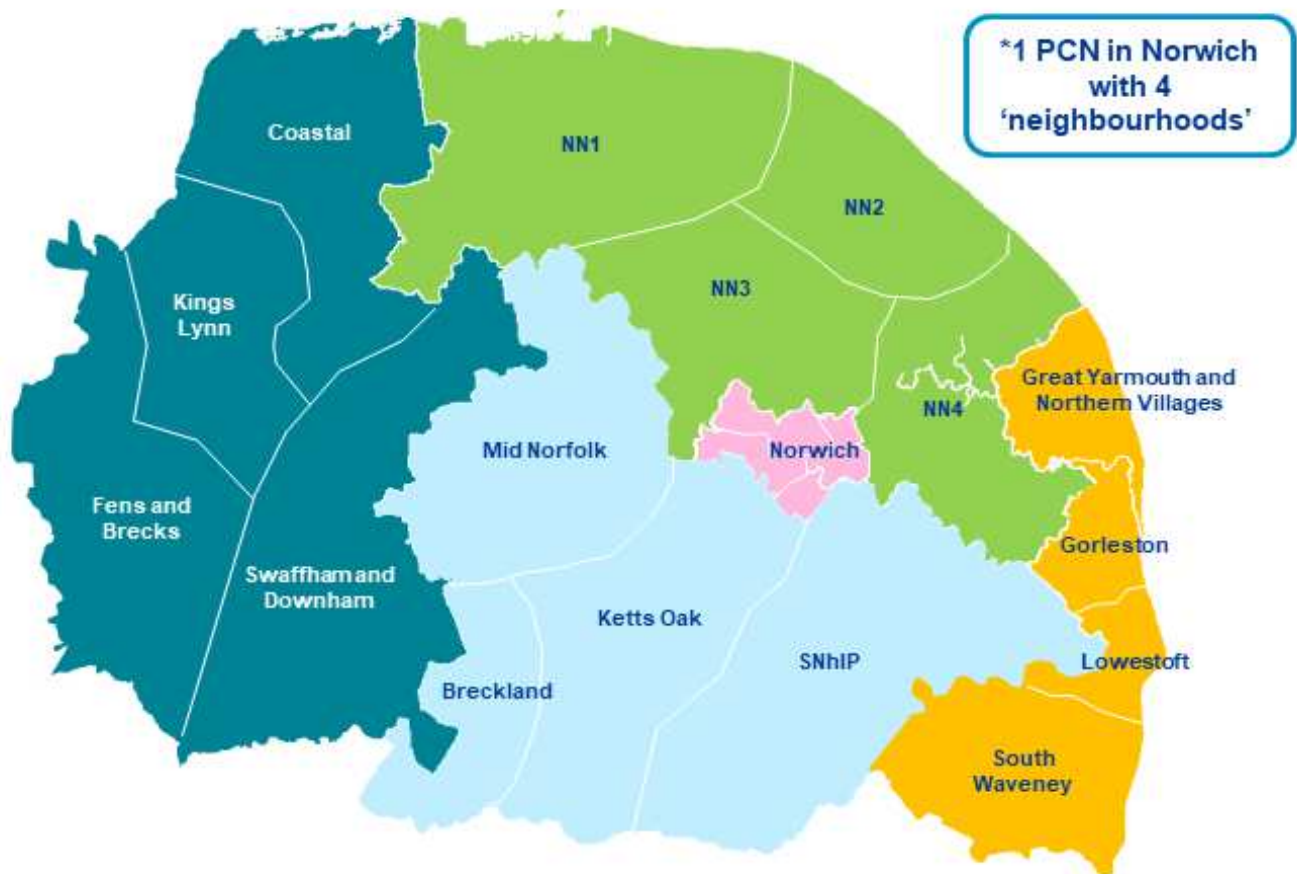 *1 PCN in Norwich
with 4
‘neighbourhoods’
Coastal
NN1
NN2
NN3
Kings
Lynn
Great Yarmouth and
Northern Villages
NN4
Mid Norfolk
Norwich
Fens and
Brecks
Swaffham and
Downham
Gorleston
Ketts Oak
SNhIP
Lowestoft
Breckland
South
Waveney